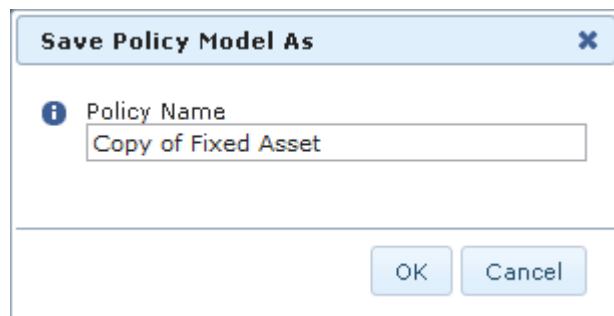 Save Policy Model As
Policy Name
Copy of Fixed Asset
OK Cancel